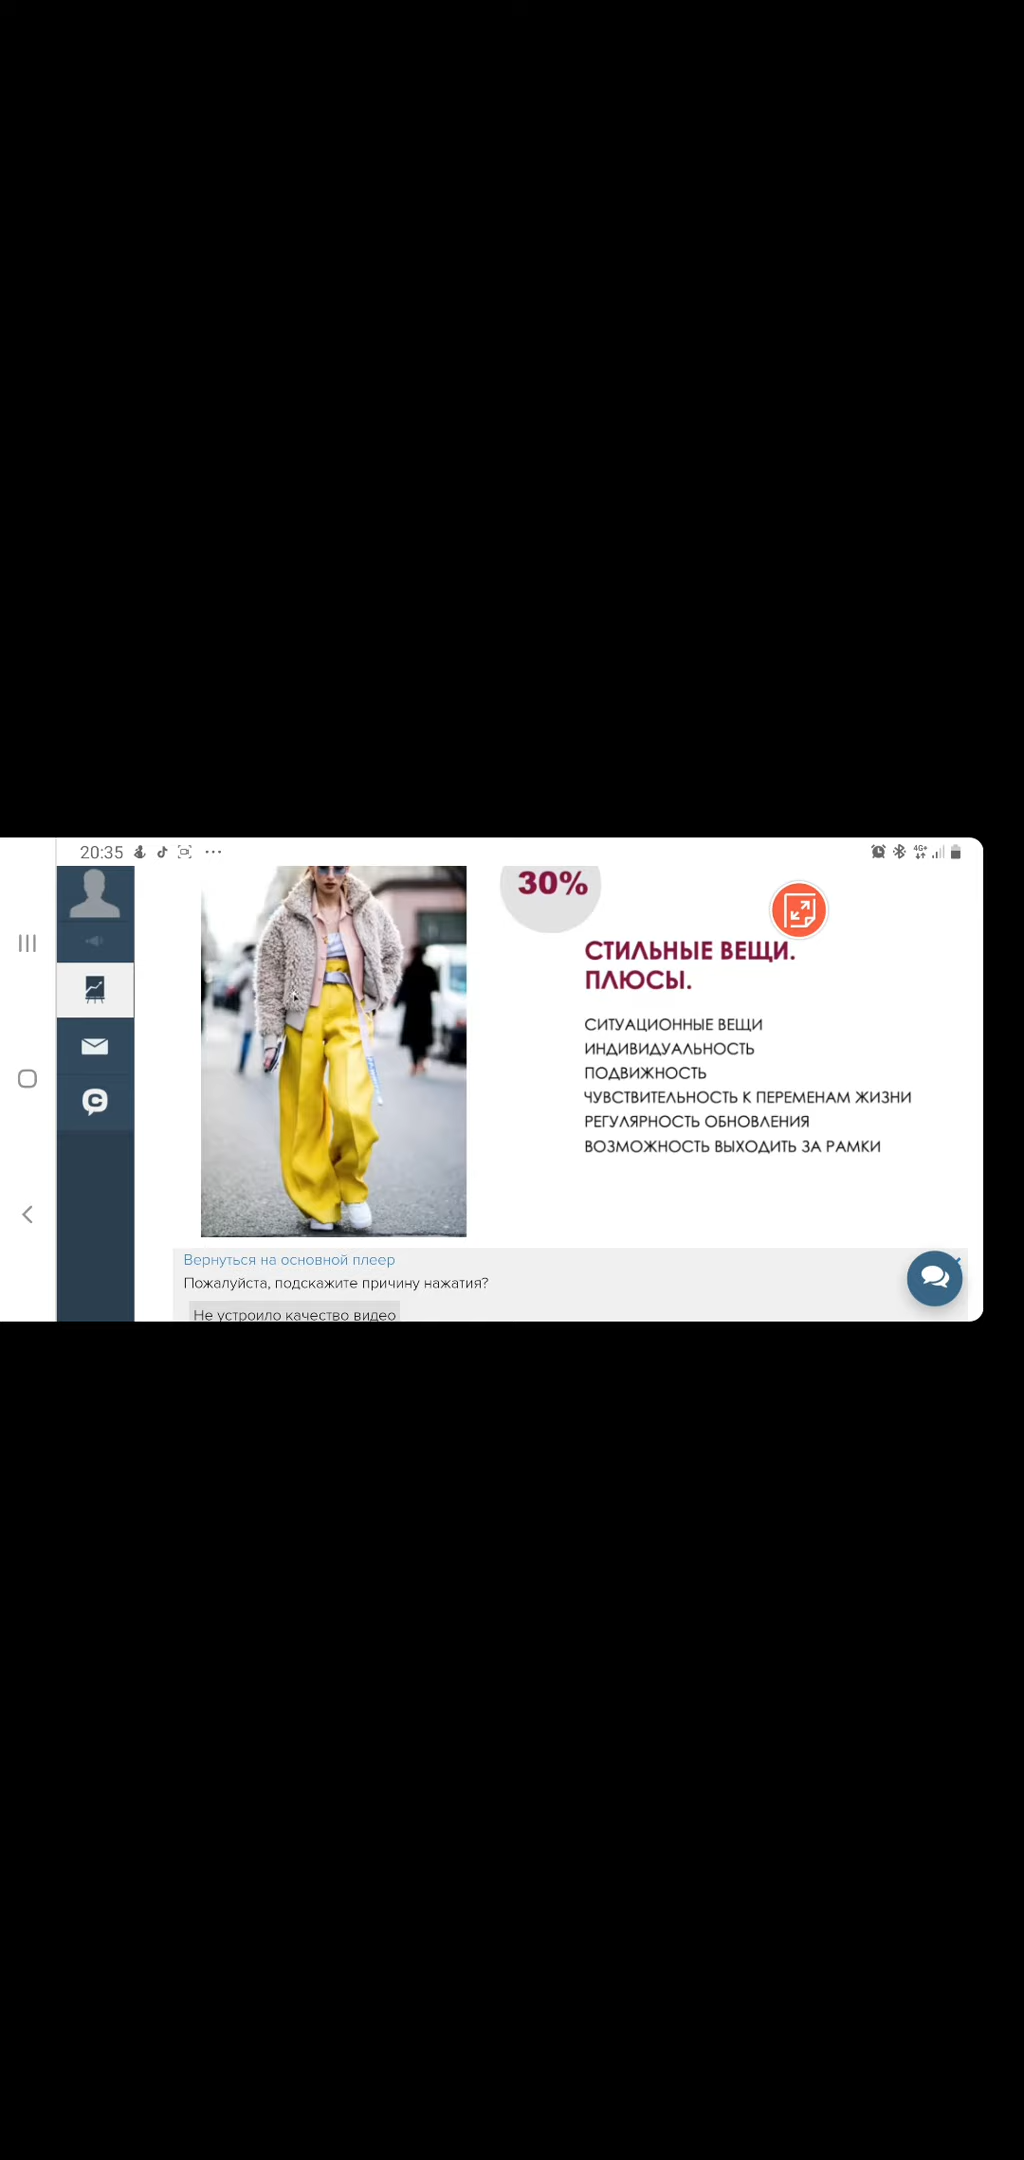 20:35
4G+
30%
СТИЛЬНЫЕ ВЕЩИ.
ПЛЮСЫ.
СИТУАЦИОННЫЕ ВЕЩИ
ИНДИВИДУАЛЬНОСТЬ
ПОДВИЖНОСТЬ
ЧУВСТВИТЕЛЬНОСТЬ К ПЕРЕМЕНАМ ЖИЗНИ
РЕГУЛЯРНОСТЬ ОБНОВЛЕНИЯ
ВОЗМОЖНОСТЬ ВЫХОДИТЬ ЗА РАМКИ
Вернуться на основной плеер
Пожалуйста, подскажите причину нажатия?
Не устроило качество видео